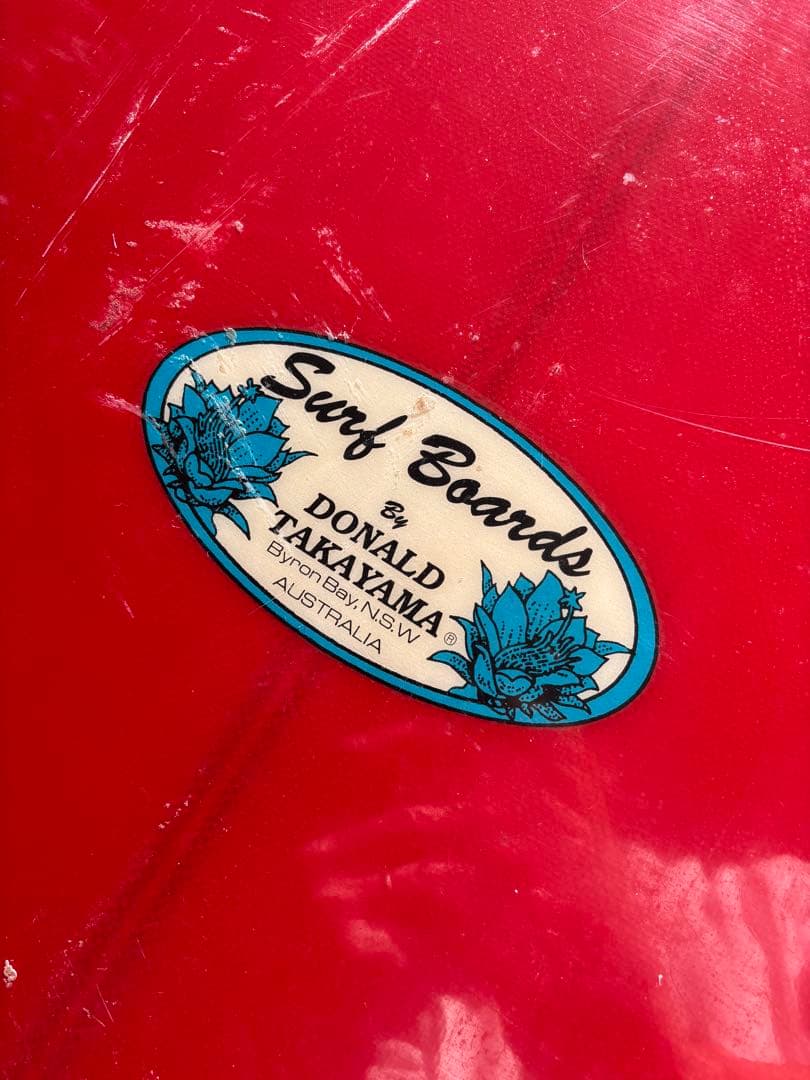 Surf Boards
By
DONALD
TAKAYAMA®
Byron Bay, N.S.W
AUSTRALIA